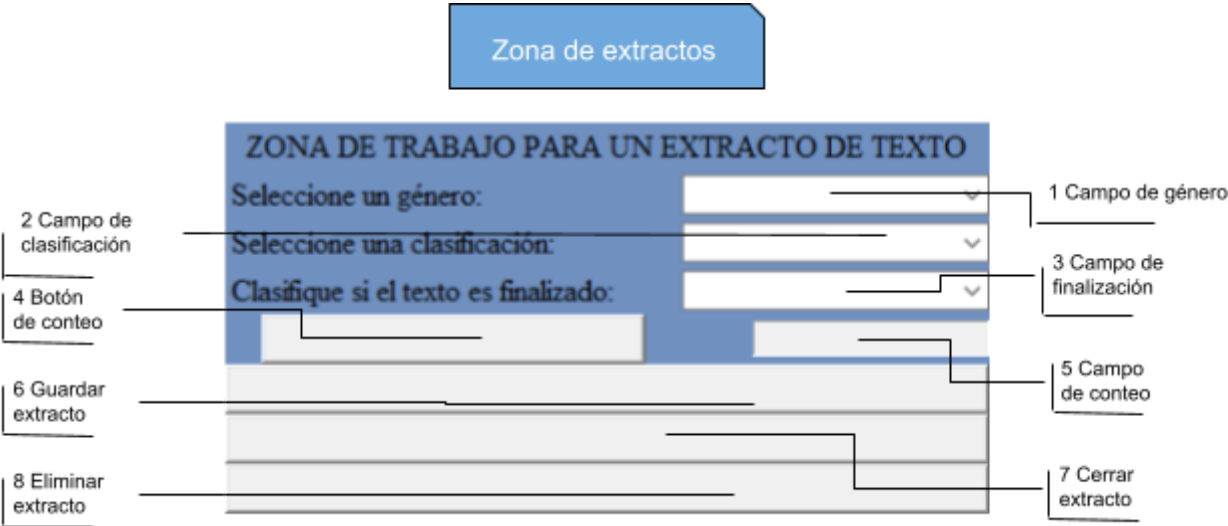 Zona de extractos
ZONA DE TRABAJO PARA UN EXTRACTO DE TEXTO
Seleccione un género:
1 Campo de género
2 Campo de
clasificación
Seleccione una clasificación:
3 Campo de
finalización
Clasifique si el texto es finalizado:
4 Botón
de conteo
5 Campo
de conteo
6 Guardar
extracto
7 Cerrar
extracto
8 Eliminar
extracto